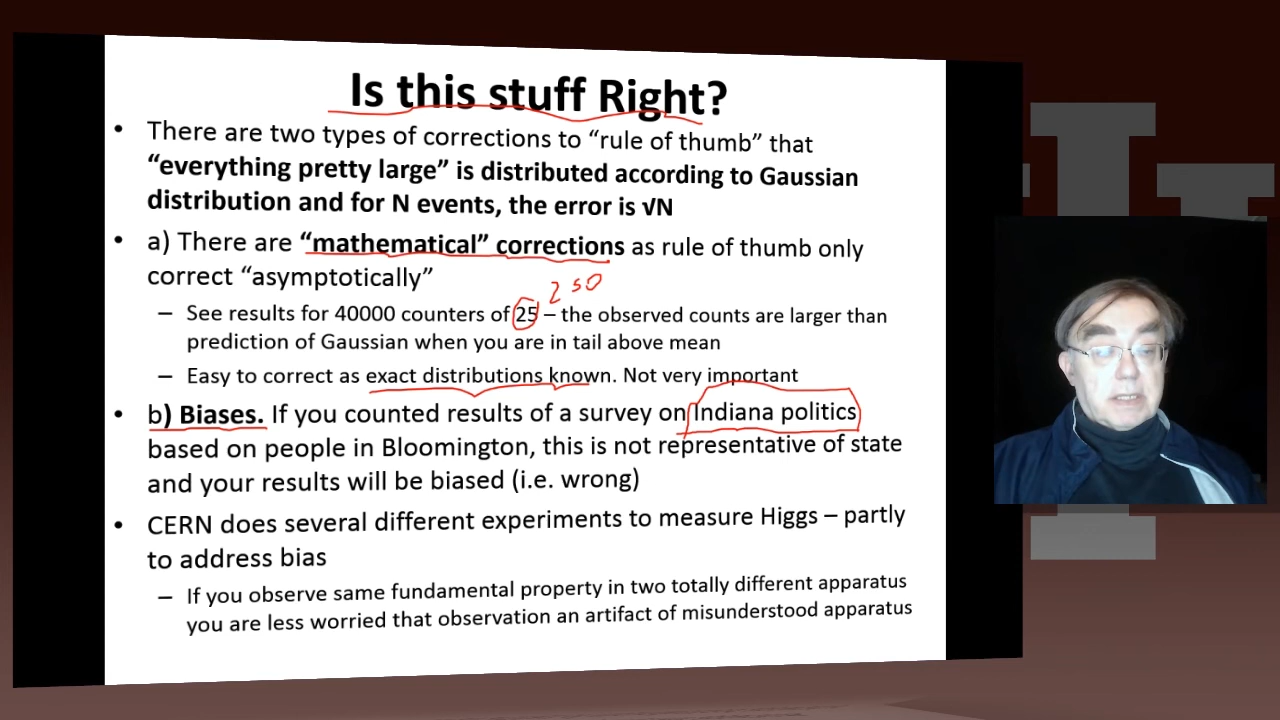 Is this stuff Right?
• There are two types of corrections to “rule of thumb” that
“everything pretty large” is distributed according to Gaussian
distribution and for N events, the error is √N
• a) There are “mathematical” corrections as rule of thumb only
correct “asymptotically”
250
– See results for 40000 counters of 25 – the observed counts are larger than
prediction of Gaussian when you are in tail above mean
– Easy to correct as exact distributions known. Not very important
• b) Biases. If you counted results of a survey on Indiana politics
based on people in Bloomington, this is not representative of state
and your results will be biased (i.e. wrong)
• CERN does several different experiments to measure Higgs – partly
to address bias
– If you observe same fundamental property in two totally different apparatus
you are less worried that observation an artifact of misunderstood apparatus